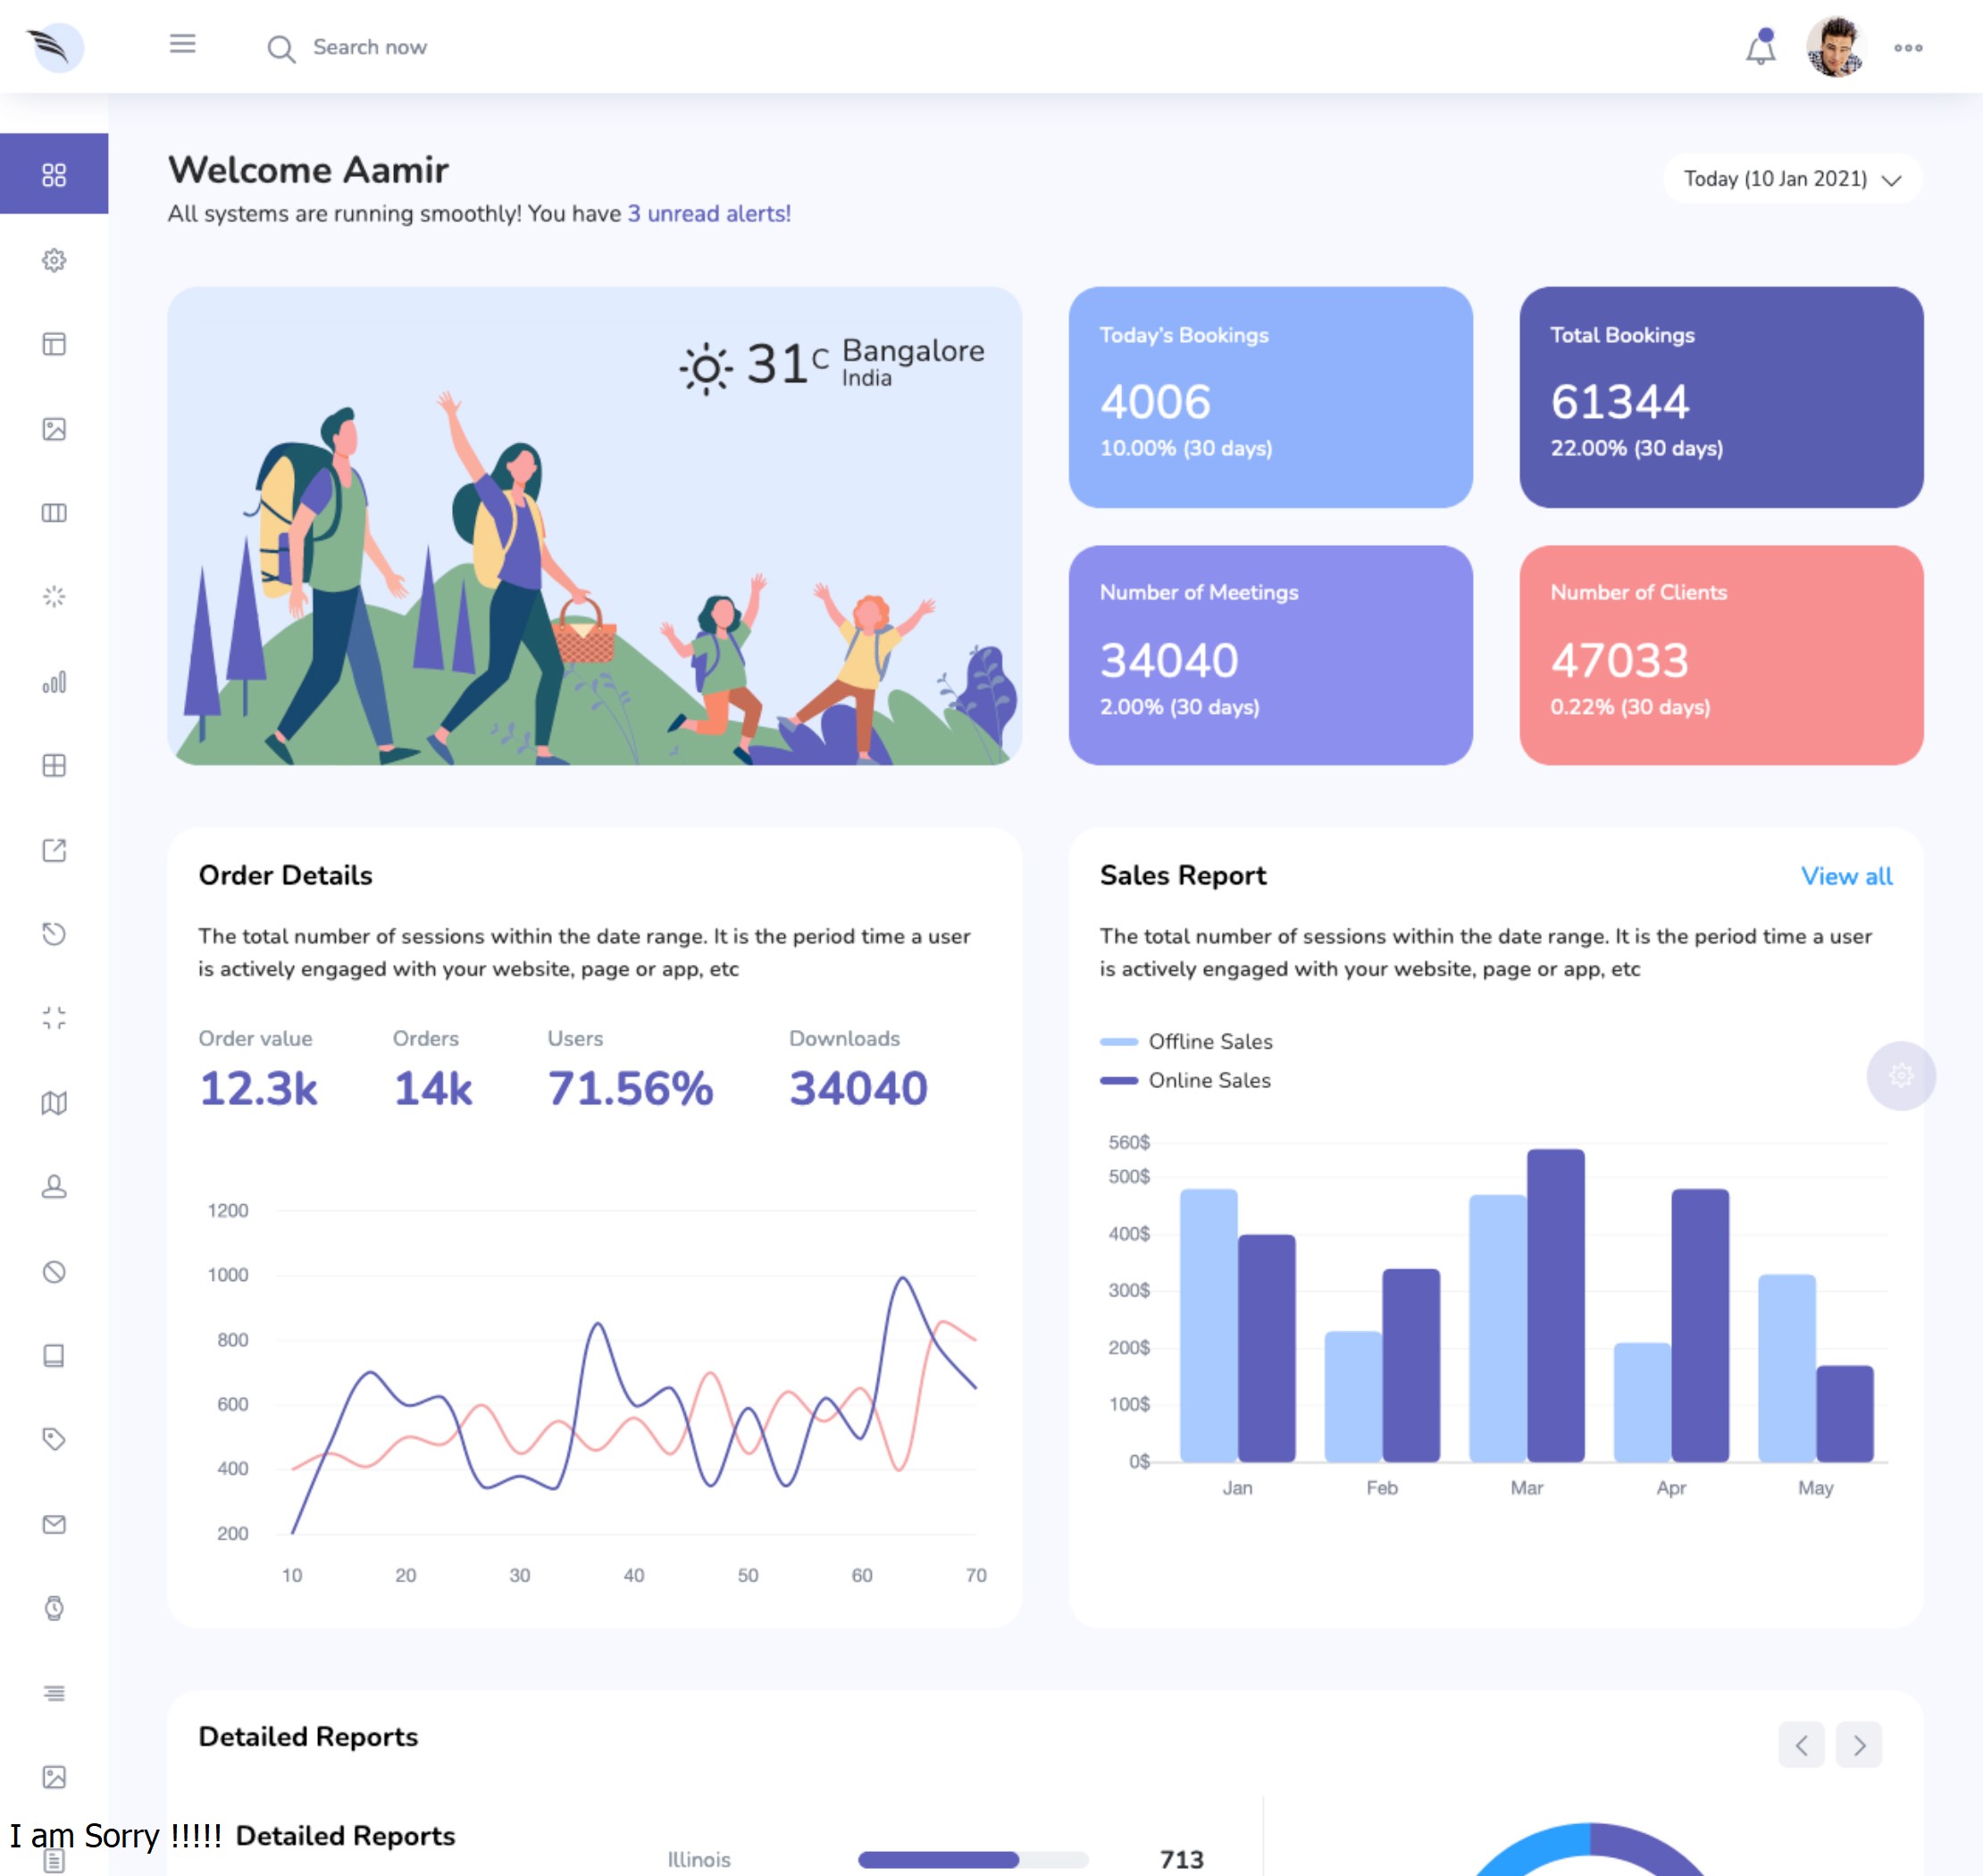 Search now
Welcome Aamir
Today (10 Jan 2021)
All systems are running smoothly! You have 3 unread alerts!
31 C Bangalore
India
Today's Bookings
4006
10.00% (30 days)
Total Bookings
61344
22.00% (30 days)
Number of Meetings
34040
2.00% (30 days)
Number of Clients
47033
0.22% (30 days)
Order Details
The total number of sessions within the date range. It is the period time a user
is actively engaged with your website, page or app, etc
Order value
12.3k
Orders
14k
Users
71.56%
Downloads
34040
1200
1000
800
600
400
200
10 20 30 40 50 60 70
Sales Report
View all
The total number of sessions within the date range. It is the period time a user
is actively engaged with your website, page or app, etc
Offline Sales
Online Sales
560$
500$
400$
300$
200$
100$
0$
Jan Feb Mar Apr May
Detailed Reports
I am Sorry !!!!!
Detailed Reports
Illinois 713